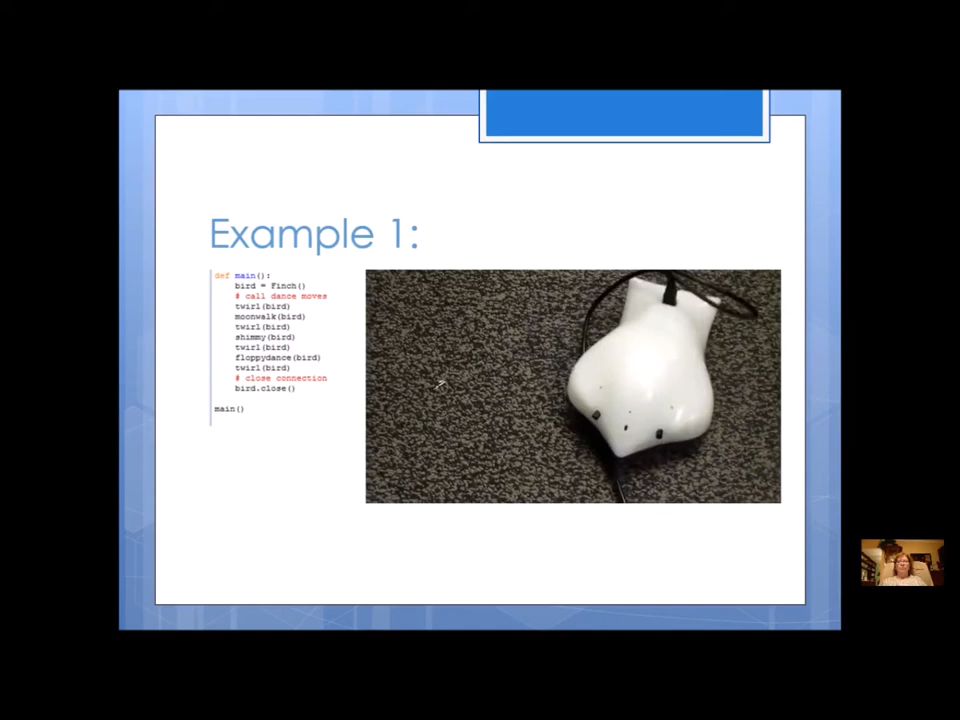 Example 1:
def main():
bird = Finch()
# call dance moves
twirl(bird)
moonwalk(bird)
twirl(bird)
shimmy(bird)
twirl(bird)
floppydance(bird)
twirl(bird)
# close connection
bird.close()
main()